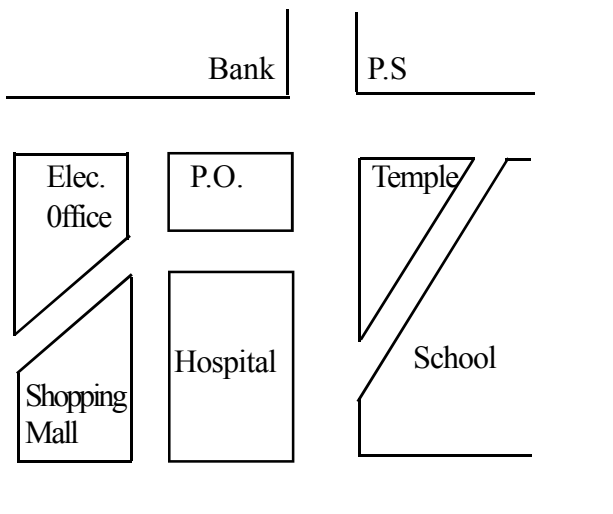 Bank
P.S
Elec.
0ffice
P.O.
Temple
Hospital
School
Shopping
Mall